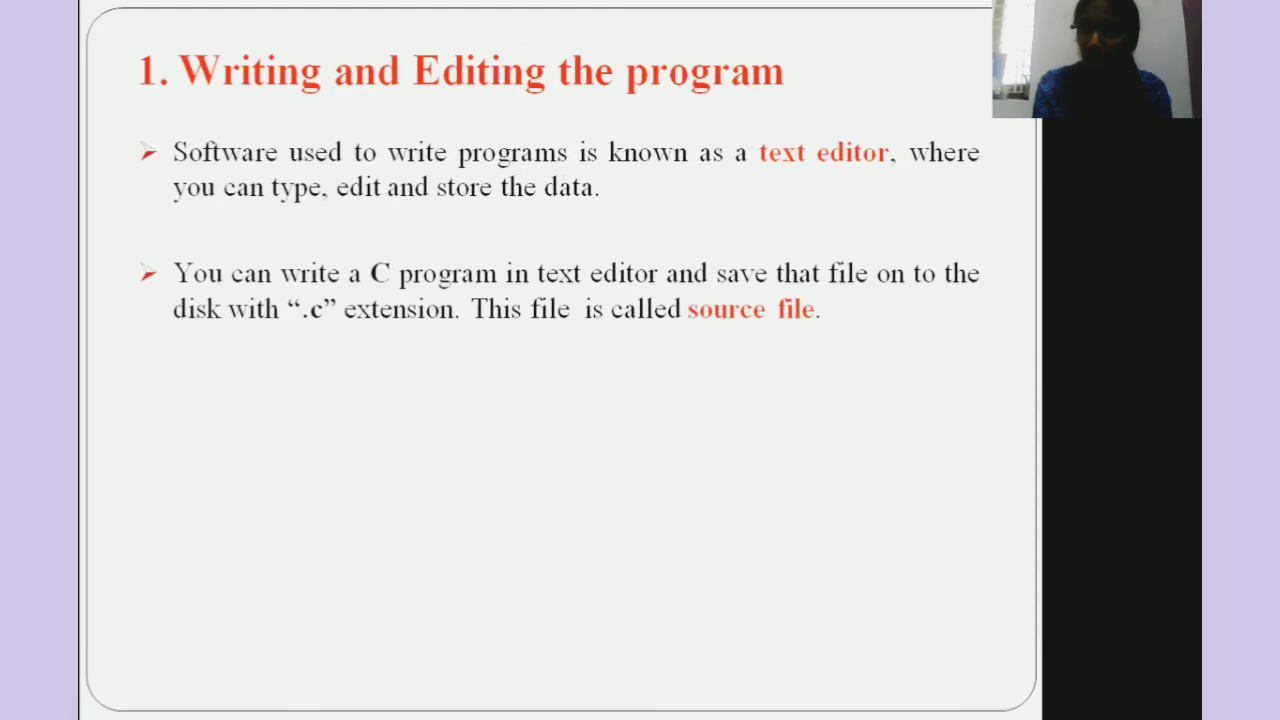 1. Writing and Editing the program
Software used to write programs is known as a text editor, where
you can type, edit and store the data.
You can write a C program in text editor and save that file on to the
disk with “.c” extension. This file is called source file.